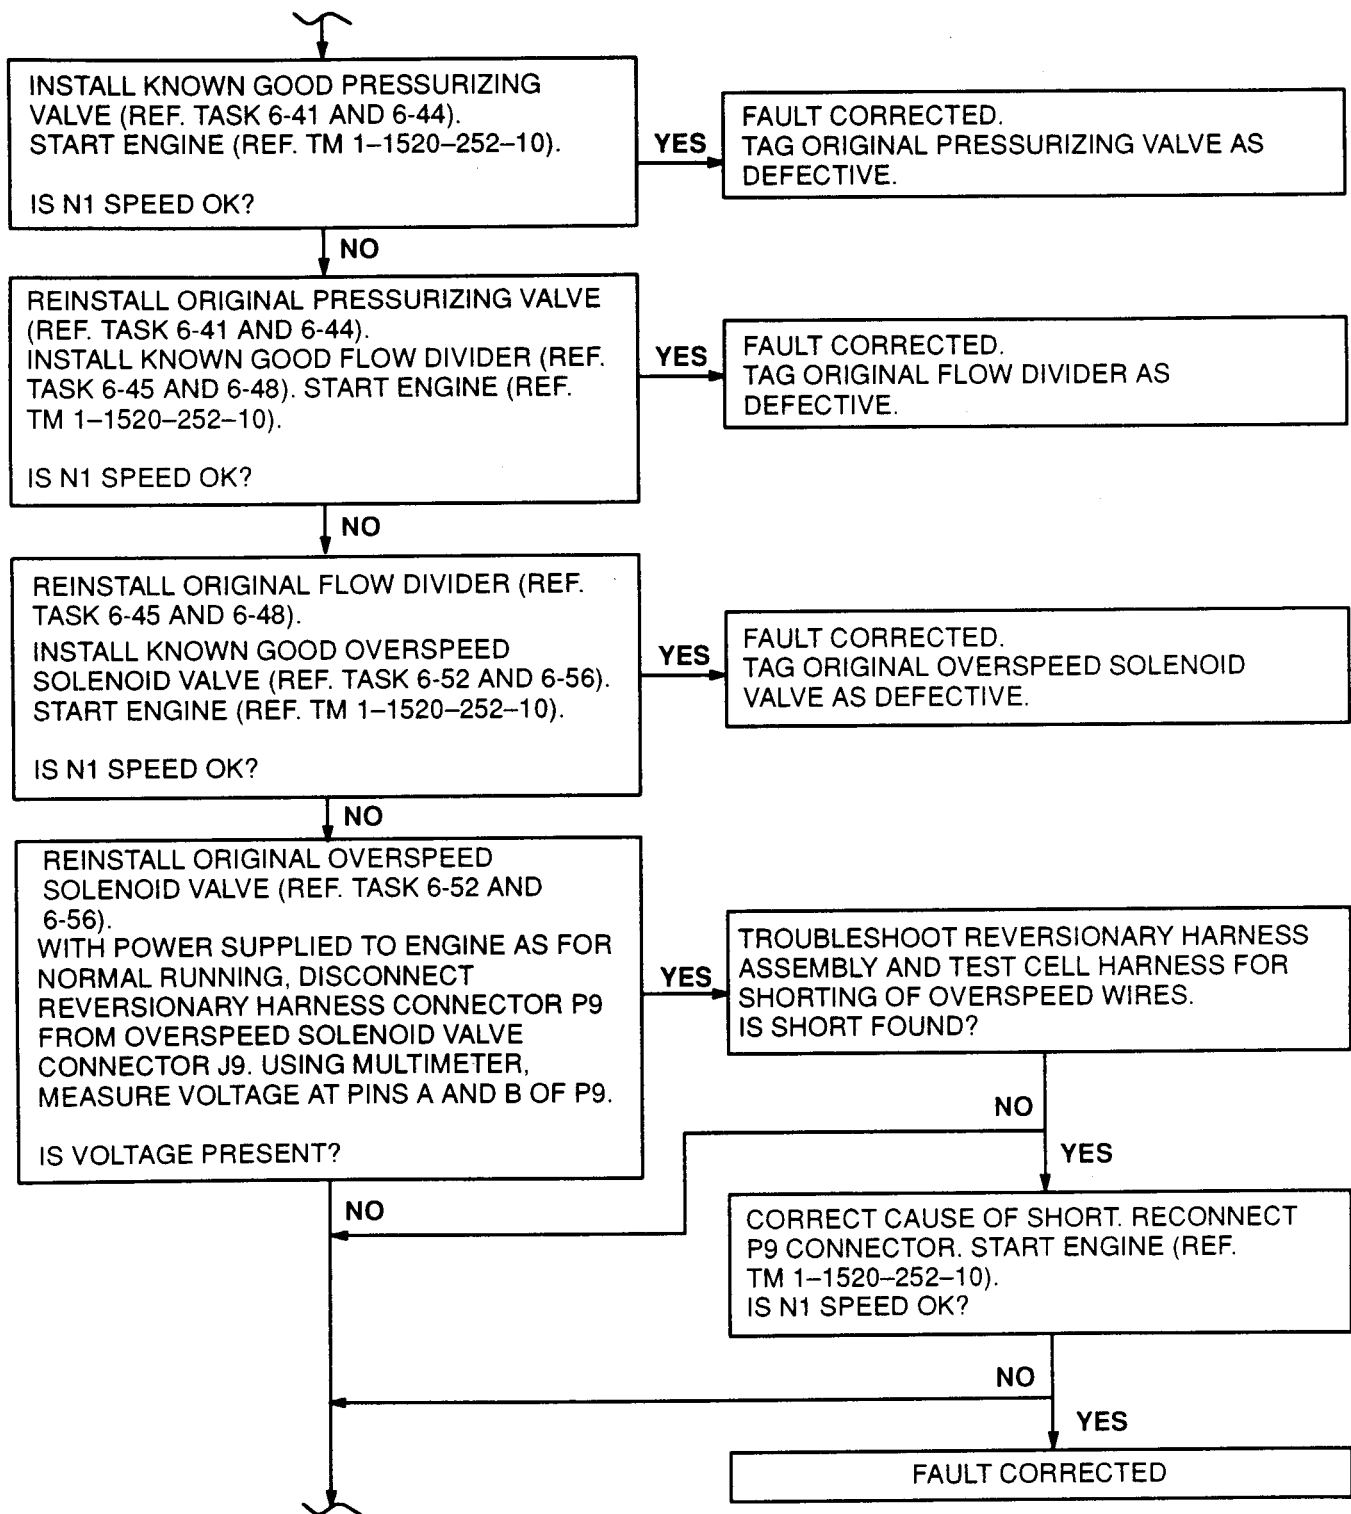 INSTALL KNOWN GOOD PRESSURIZING
VALVE (REF. TASK 6-41 AND 6-44).
START ENGINE (REF. TM 1–1520–252–10).
IS N1 SPEED OK?
YES
FAULT CORRECTED.
TAG ORIGINAL PRESSURIZING VALVE AS
DEFECTIVE.
NO
REINSTALL ORIGINAL PRESSURIZING VALVE
(REF. TASK 6-41 AND 6-44).
INSTALL KNOWN GOOD FLOW DIVIDER (REF.
TASK 6-45 AND 6-48). START ENGINE (REF.
TM 1–1520–252–10).
IS N1 SPEED OK?
YES
FAULT CORRECTED.
TAG ORIGINAL FLOW DIVIDER AS
DEFECTIVE.
NO
REINSTALL ORIGINAL FLOW DIVIDER (REF.
TASK 6-45 AND 6-48).
INSTALL KNOWN GOOD OVERSPEED
SOLENOID VALVE (REF. TASK 6-52 AND 6-56).
START ENGINE (REF. TM 1–1520–252–10).
IS N1 SPEED OK?
YES
FAULT CORRECTED.
TAG ORIGINAL OVERSPEED SOLENOID
VALVE AS DEFECTIVE.
NO
REINSTALL ORIGINAL OVERSPEED
SOLENOID VALVE (REF. TASK 6-52 AND
6-56).
WITH POWER SUPPLIED TO ENGINE AS FOR
NORMAL RUNNING, DISCONNECT
REVERSIONARY HARNESS CONNECTOR P9
FROM OVERSPEED SOLENOID VALVE
CONNECTOR J9. USING MULTIMETER,
MEASURE VOLTAGE AT PINS A AND B OF P9.
IS VOLTAGE PRESENT?
YES
TROUBLESHOOT REVERSIONARY HARNESS
ASSEMBLY AND TEST CELL HARNESS FOR
SHORTING OF OVERSPEED WIRES.
IS SHORT FOUND?
NO
YES
NO
CORRECT CAUSE OF SHORT. RECONNECT
P9 CONNECTOR. START ENGINE (REF.
TM 1–1520–252–10).
IS N1 SPEED OK?
NO
YES
FAULT CORRECTED